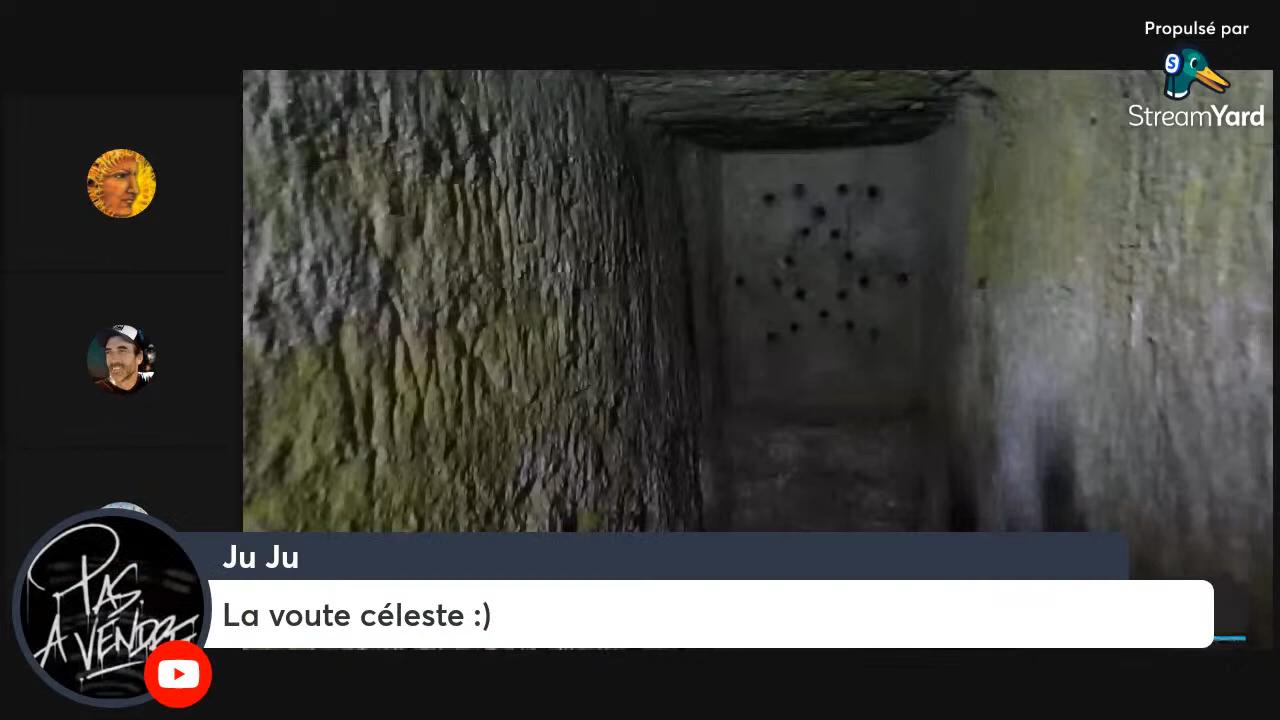 Propulsé par
StreamYard
Ju Ju
La voute céleste :)
PAS
A VENDRE